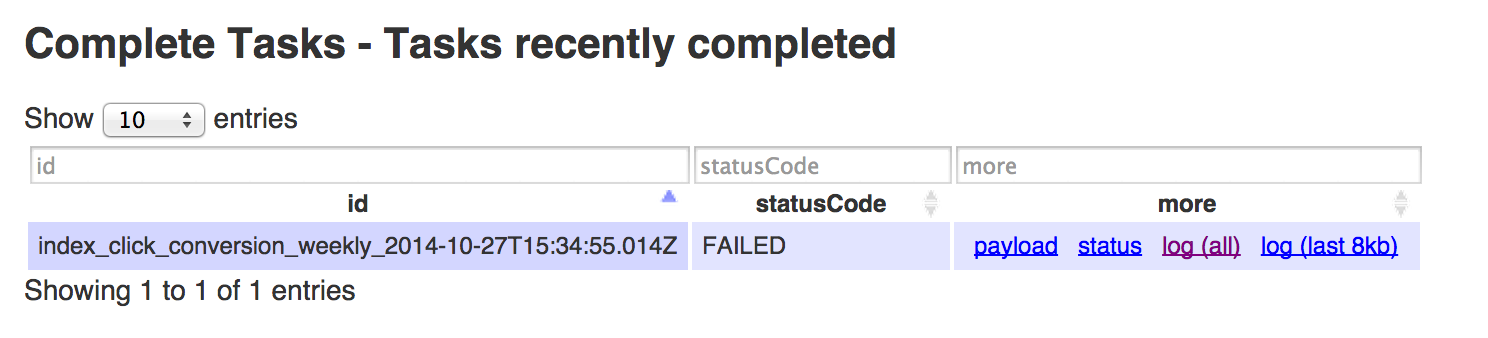 Complete Tasks - Tasks recently completed
Show 10 entries
id statusCode more
id statusCode more
index_click_conversion_weekly_2014-10-27T15:34:55.014Z FAILED payload status log (all) log (last 8kb)
Showing 1 to 1 of 1 entries